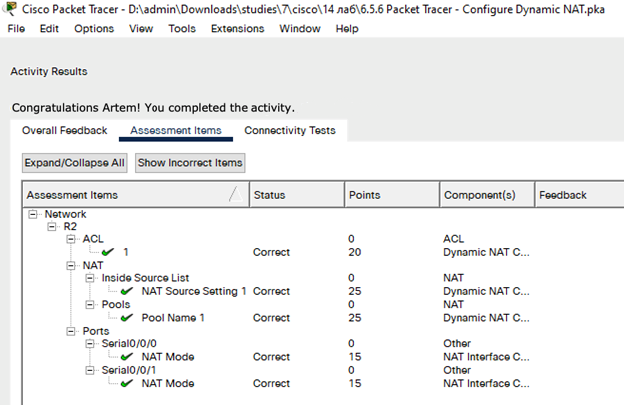 Cisco Packet Tracer - D:\admin\Downloads\studies\7\cisco\14 лаб\6.5.6 Packet Tracer - Configure Dynamic NAT.pka
File Edit Options View Tools Extensions Window Help
Activity Results
Congratulations Artem! You completed the activity.
Overall Feedback Assessment Items Connectivity Tests
Expand/Collapse All Show Incorrect Items
Assessment Items Status Points Component(s) Feedback
Network
R2
ACL 0 ACL
1 Correct 20 Dynamic NAT C...
NAT 0 NAT
Inside Source List 0 NAT
NAT Source Setting 1 Correct 25 Dynamic NAT C...
Pools 0 NAT
Pool Name 1 Correct 25 Dynamic NAT C...
Ports
Serial0/0/0 0 Other
NAT Mode Correct 15 NAT Interface C...
Serial0/0/1 0 Other
NAT Mode Correct 15 NAT Interface C...